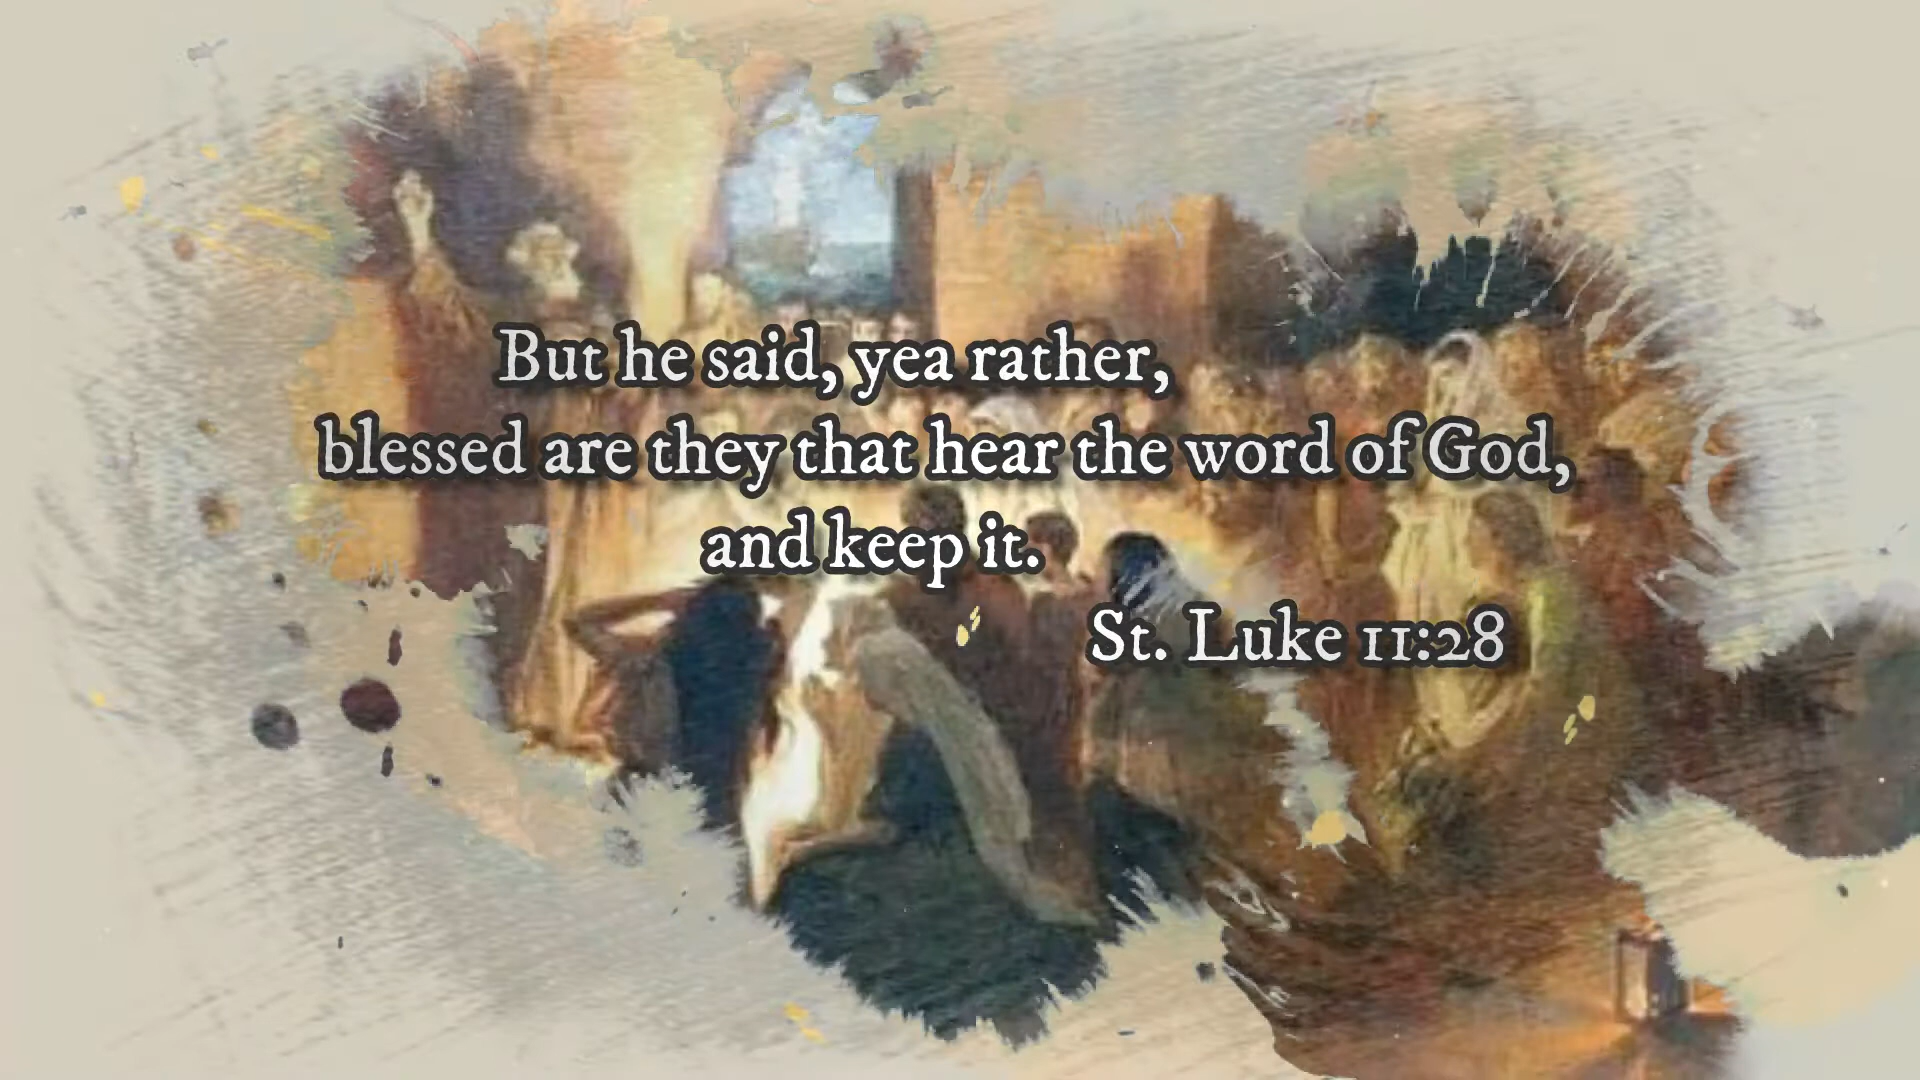 But he said, yea rather,
blessed are they that hear the word of God,
and keep it.
St. Luke 11:28